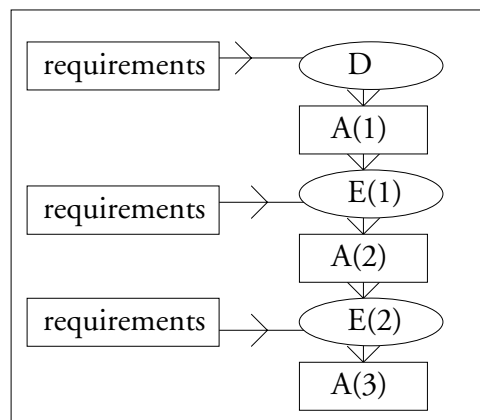 requirements
D
A(1)
requirements
E(1)
A(2)
requirements
E(2)
A(3)